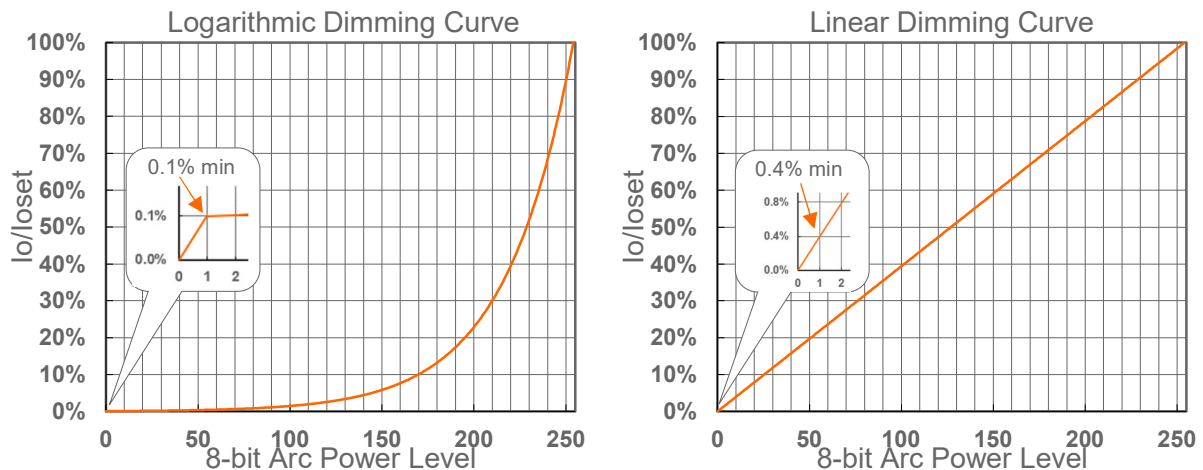 Logarithmic Dimming Curve
100%
90%
80%
70%
60%
50%
40%
30%
20%
10%
0%
Io/Ioset
0.1% min
0.1%
0.0%
0 1 2
0 50 100 150 200 250
8-bit Arc Power Level
Linear Dimming Curve
100%
90%
80%
70%
60%
50%
40%
30%
20%
10%
0%
Io/Ioset
0.4% min
0.8%
0.4%
0.0%
0 1 2
0 50 100 150 200 250
8-bit Arc Power Level